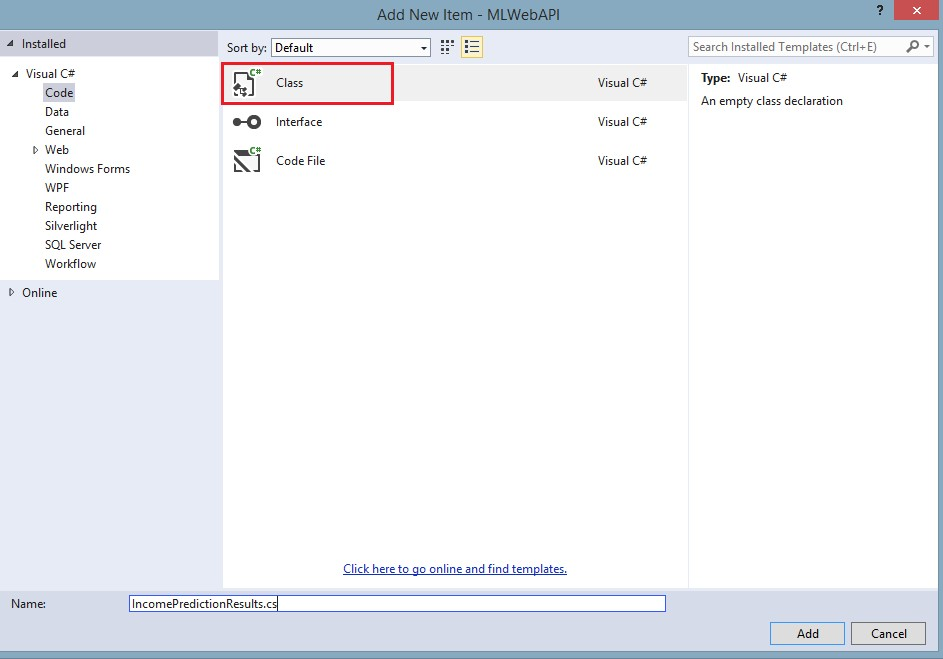 Add New Item - MLWebAPI
?
Installed
Sort by: Default
Search Installed Templates (Ctrl+E)
Visual C#
Code
Data
General
Web
Windows Forms
WPF
Reporting
Silverlight
SQL Server
Workflow
Online
C# Class Visual C#
Interface Visual C#
C# Code File Visual C#
Type: Visual C#
An empty class declaration
Click here to go online and find templates.
Name: IncomePredictionResults.cs
Add Cancel